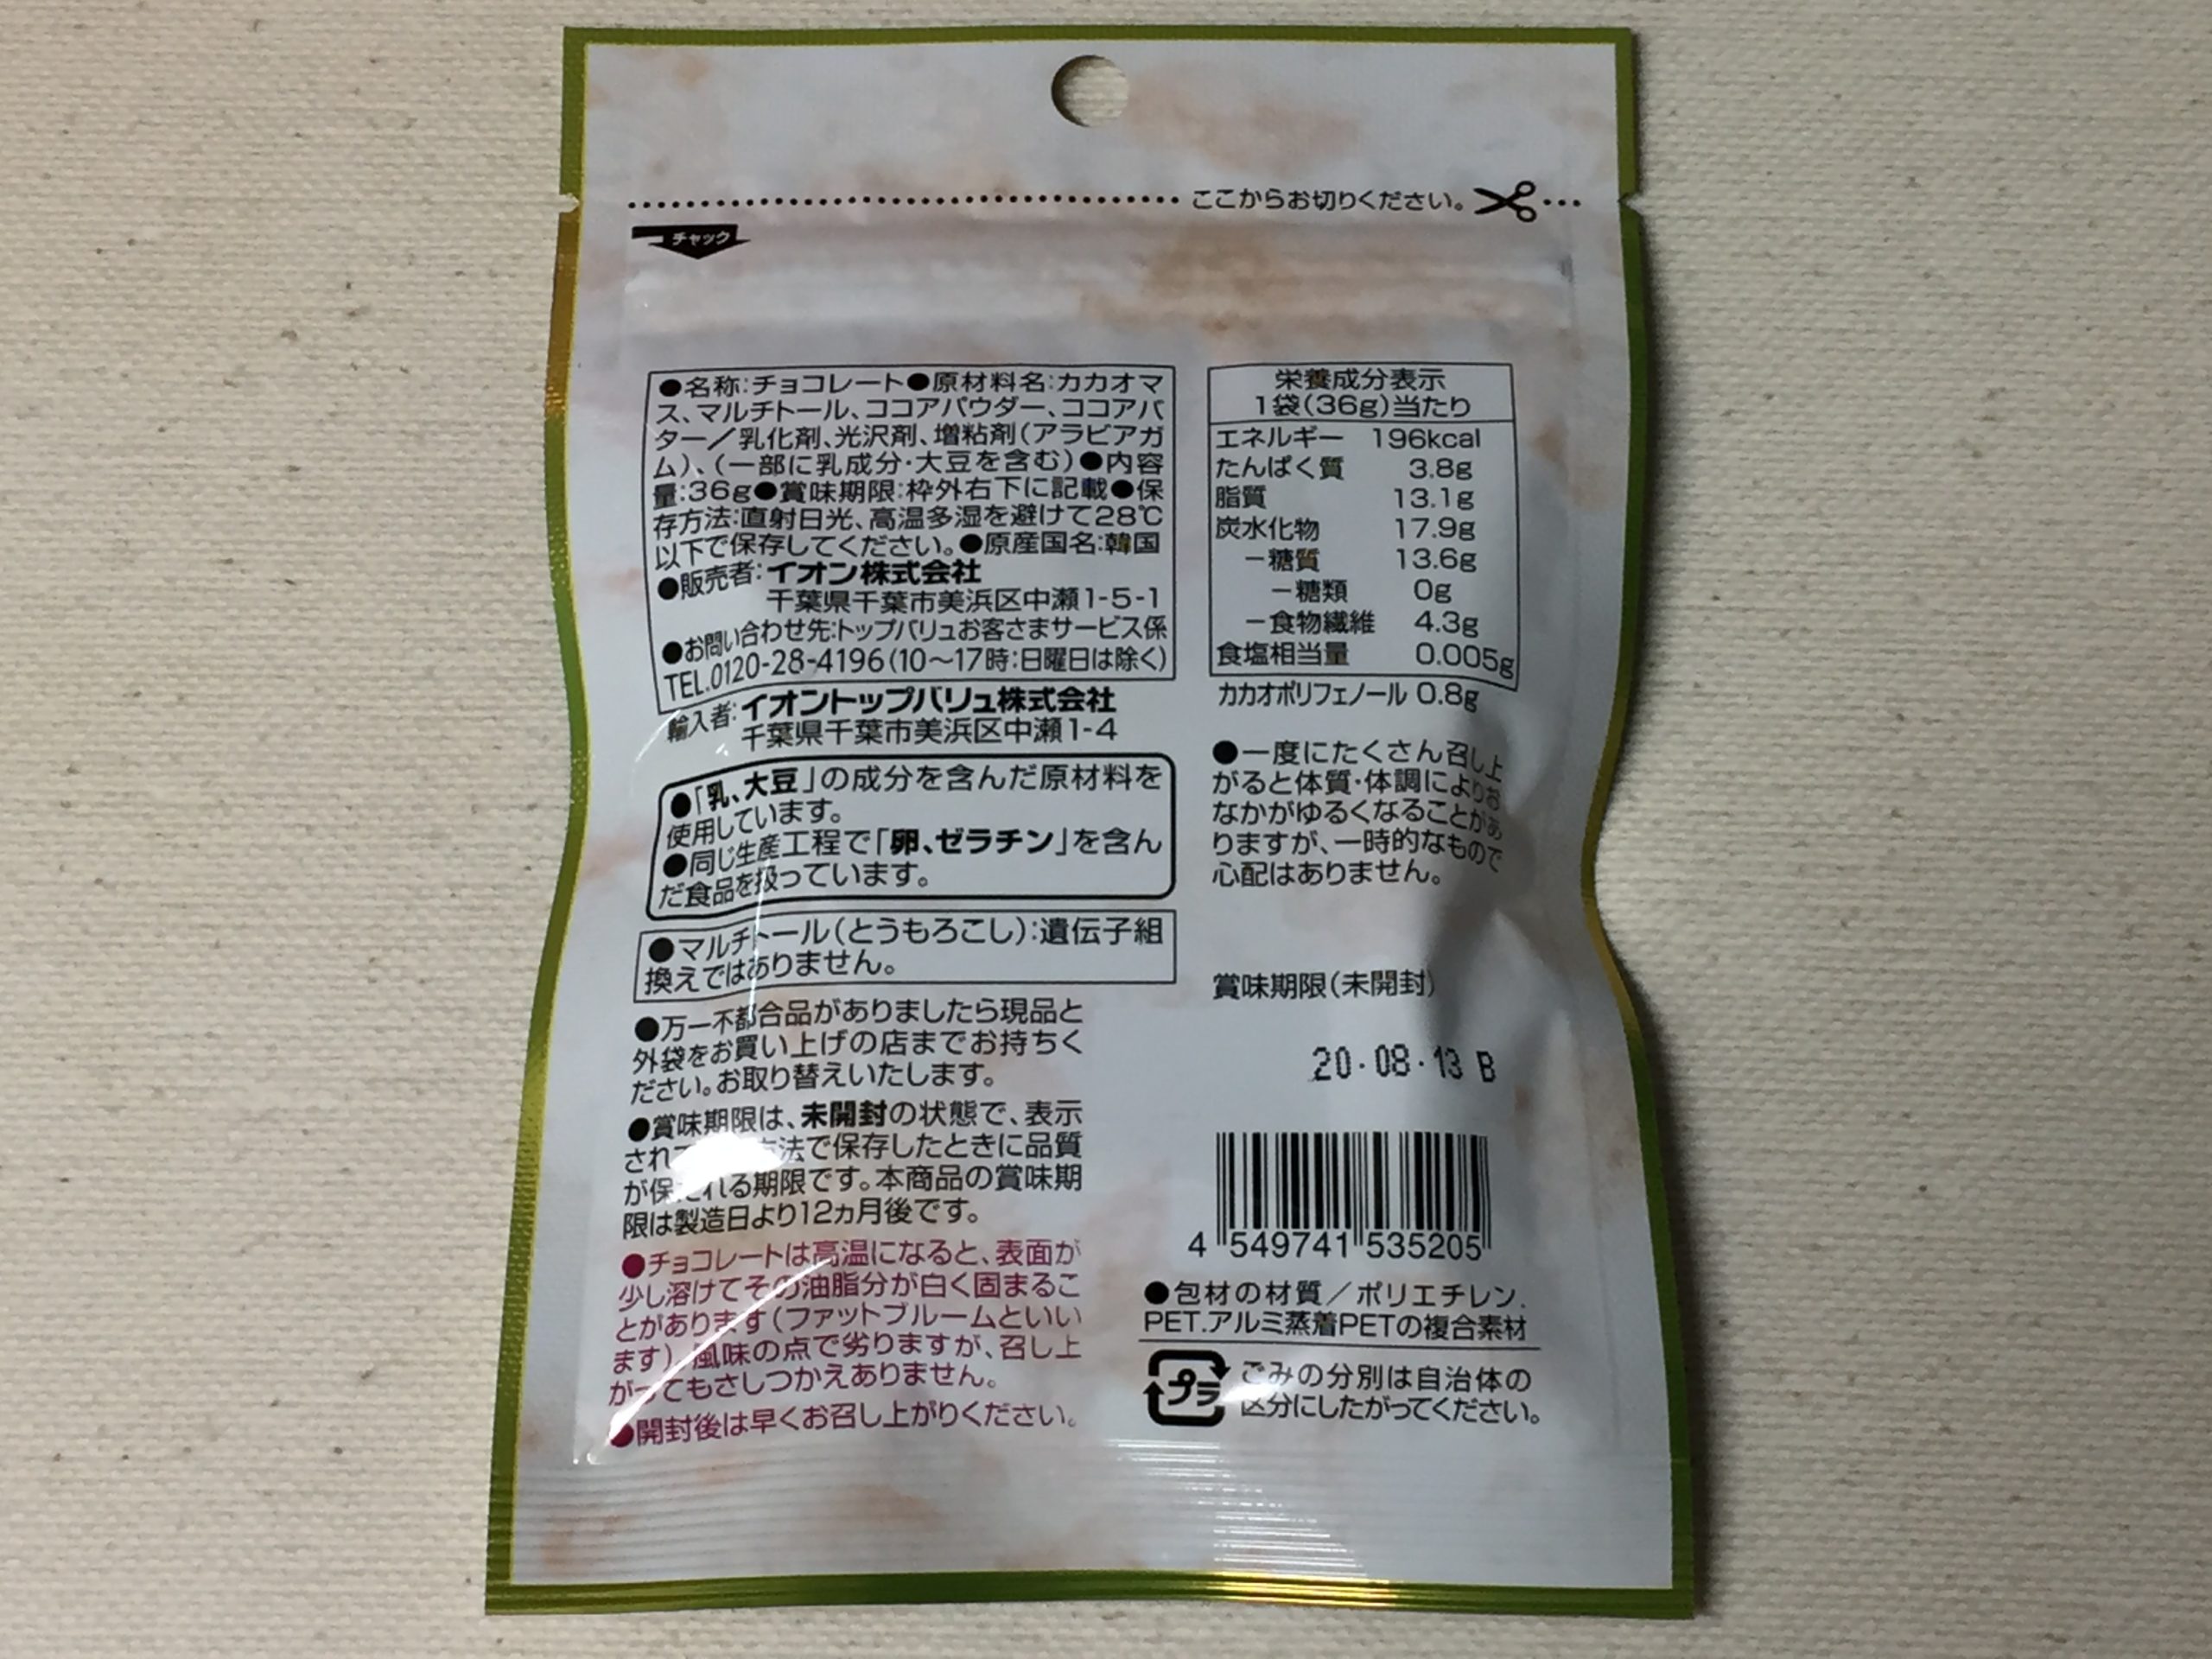 ここからお切りください。
チャック
●名称:チョコレート●原材料名:カカオマ
ス、マルチトール、ココアパウダー、ココアバ
ター/乳化剤、光沢剤、増粘剤(アラビアガ
ム)、(一部に乳成分・大豆を含む)●内容
量:36g●賞味期限:枠外右下に記載●保
存方法:直射日光、高温多湿を避けて28℃
以下で保存してください。●原産国名:韓国
●販売者:イオン株式会社
千葉県千葉市美浜区中瀬1-5-1
●お問い合わせ先:トップバリュお客さまサービス係
TEL.0120-28-4196(10〜17時:日曜日は除く)
輸入者:イオントップバリュ株式会社
千葉県千葉市美浜区中瀬1-4
●「乳、大豆」の成分を含んだ原材料を
使用しています。
●同じ生産工程で「卵、ゼラチン」を含ん
だ食品を扱っています。
●マルチトール(とうもろこし):遺伝子組
換えではありません。
●万一不都合品がありましたら現品と
外袋をお買い上げの店までお持ちく
ださい。お取り替えいたします。
●賞味期限は、未開封の状態で、表示
され 方法で保存したときに品質
が保たれる期限です。本商品の賞味期
限は製造日より12ヵ月後です。
●チョコレートは高温になると、表面が
少し溶けてその油脂分が白く固まるこ
とがあります(ファットブルームといい
ます)。風味の点で劣りますが、召し上
がってもさしつかえありません。
●開封後は早くお召し上がりください。
栄養成分表示
1袋(36g)当たり
エネルギー 196kcal
たんぱく質 3.8g
脂質 13.1g
炭水化物 17.9g
－糖質 13.6g
－糖類 0g
－食物繊維 4.3g
食塩相当量 0.005g
カカオポリフェノール 0.8g
●一度にたくさん召し上
がると体質・体調によりお
なかがゆるくなることがあ
りますが、一時的なもので
心配はありません。
賞味期限(未開封)
20・08・13 B
4 549741 535205
●包材の材質/ポリエチレン.
PET.アルミ蒸着PETの複合素材
プラ
ごみの分別は自治体の
区分にしたがってください。